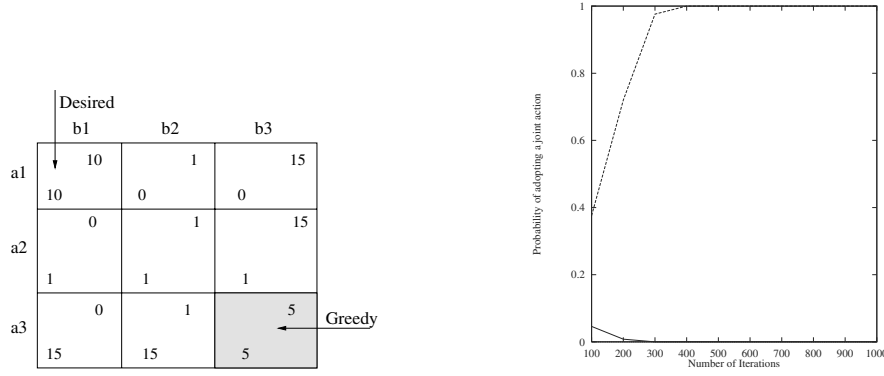 Desired
b1 b2 b3
a1
10 1 15
10 0 0
a2
0 1 15
1 1 1
a3
0 1 5
Greedy
15 15 5
Probability of adopting a joint action
1
0.8
0.6
0.4
0.2
0
100 200 300 400 500 600 700 800 900 1000
Number of Iterations